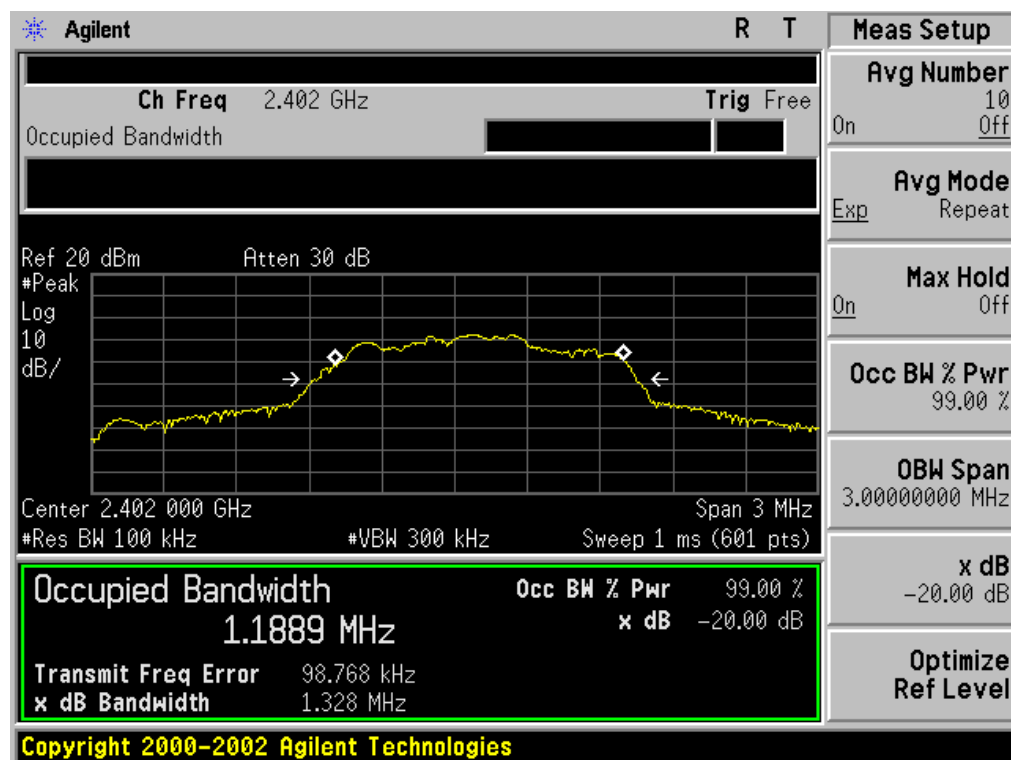 Agilent R T
Ch Freq 2.402 GHz Trig Free
Occupied Bandwidth
Ref 20 dBm Atten 30 dB
#Peak
Log
10
dB/
Center 2.402 000 GHz Span 3 MHz
#Res BW 100 kHz #VBW 300 kHz Sweep 1 ms (601 pts)
Occupied Bandwidth Occ BW % Pwr 99.00 %
1.1889 MHz x dB -20.00 dB
Transmit Freq Error 98.768 kHz
x dB Bandwidth 1.328 MHz
Meas Setup
Avg Number
10
On Off
Avg Mode
Exp Repeat
Max Hold
On Off
Occ BW % Pwr
99.00 %
OBW Span
3.00000000 MHz
x dB
-20.00 dB
Optimize
Ref Level
Copyright 2000-2002 Agilent Technologies